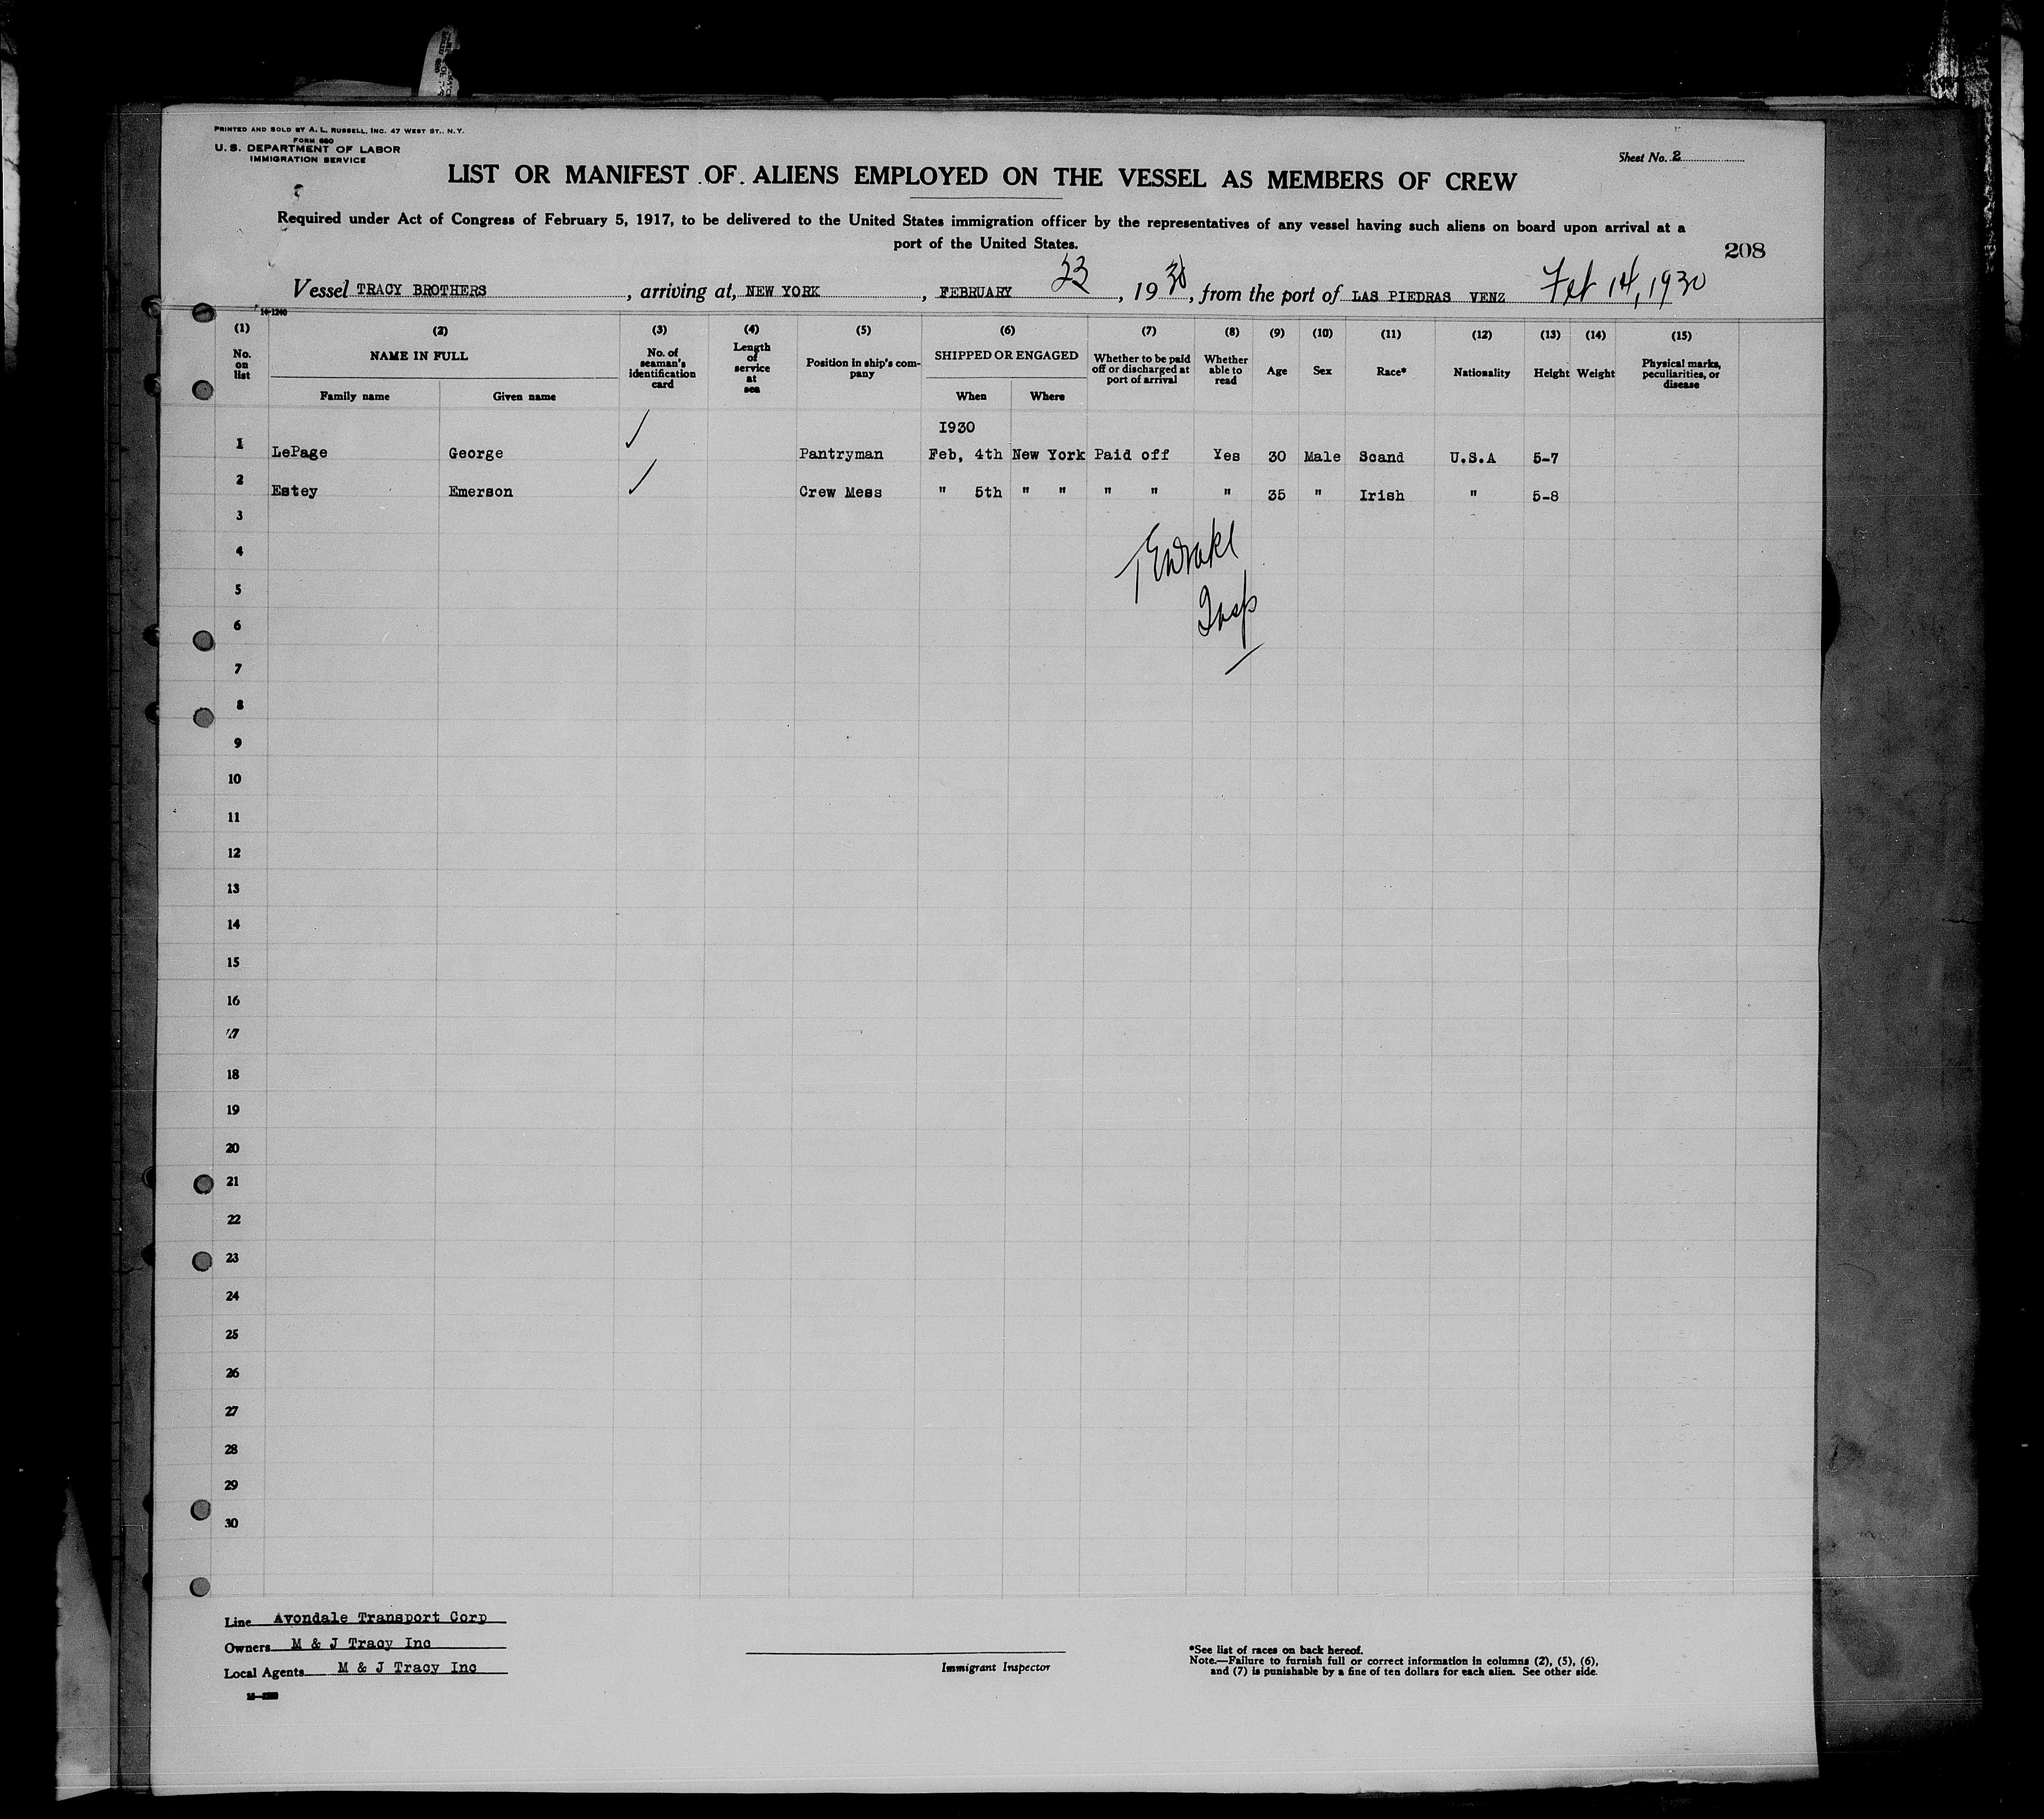 PRINTED AND SOLD BY A. L. RUSSELL, INC. 47 WEST ST., N. Y.
FORM 680
U. S. DEPARTMENT OF LABOR
IMMIGRATION SERVICE
Sheet No. 2
LIST OR MANIFEST OF ALIENS EMPLOYED ON THE VESSEL AS MEMBERS OF CREW
Required under Act of Congress of February 5, 1917, to be delivered to the United States immigration officer by the representatives of any vessel having such aliens on board upon arrival at a
port of the United States.
208
Vessel TRACY BROTHERS, arriving at, NEW YORK, FEBRUARY 23, 1930, from the port of LAS PIEDRAS VENZ Feb 14, 1930
14-1240
(1) (2) (3) (4) (5) (6) (7) (8) (9) (10) (11) (12) (13) (14) (15)
No. on list
NAME IN FULL
Family name
Given name
No. of seaman's identification card
Length of service at sea
Position in ship's company
SHIPPED OR ENGAGED
When
Where
Whether to be paid off or discharged at port of arrival
Whether able to read
Age
Sex
Race*
Nationality
Height
Weight
Physical marks, peculiarities, or disease
1930
1 LePage George ✓ Pantryman Feb, 4th New York Paid off Yes 30 Male Scand U.S.A 5-7
2 Estey Emerson ✓ Crew Mess " 5th " " " " " 35 " Irish " 5-8
3
4
5
Insp
6
7
8
9
10
11
12
13
14
15
16
17
18
19
20
21
22
23
24
25
26
27
28
29
30
Line Avondale Transport Corp
Owners M & J Tracy Inc
Local Agents M & J Tracy Inc
Immigrant Inspector
*See list of races on back hereof.
Note.—Failure to furnish full or correct information in columns (2), (5), (6),
and (7) is punishable by a fine of ten dollars for each alien. See other side.